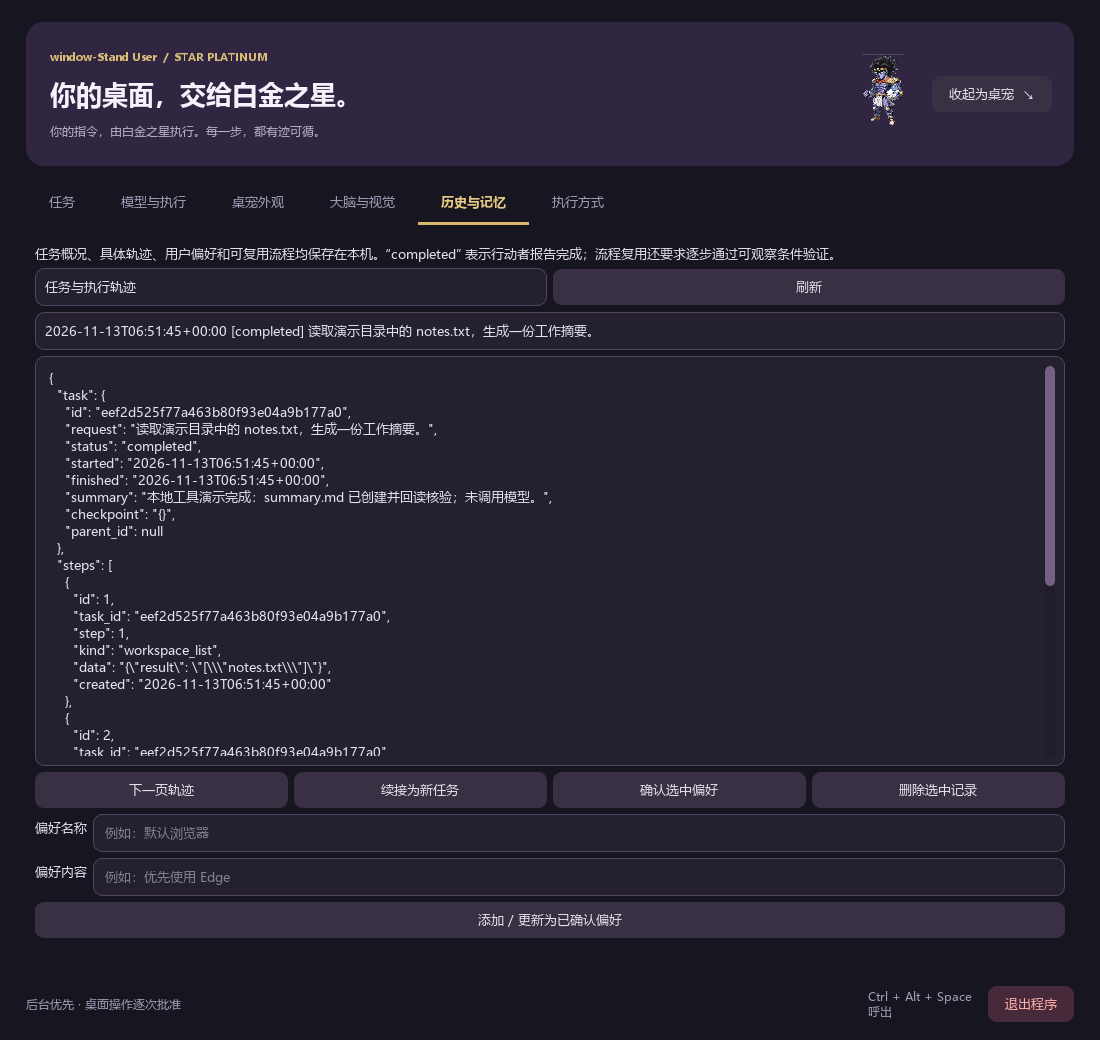 window-Stand User / STAR PLATINUM
你的桌面，交给白金之星。
你的指令，由白金之星执行。每一步，都有迹可循。
收起为桌宠 ↘
任务 模型与执行 桌宠外观 大脑与视觉 历史与记忆 执行方式
任务概况、具体轨迹、用户偏好和可复用流程均保存在本机。“completed” 表示行动者报告完成；流程复用还要求逐步通过可观察条件验证。
任务与执行轨迹 刷新
2026-11-13T06:51:45+00:00 [completed] 读取演示目录中的 notes.txt，生成一份工作摘要。
{
"task": {
"id": "eef2d525f77a463b80f93e04a9b177a0",
"request": "读取演示目录中的 notes.txt，生成一份工作摘要。",
"status": "completed",
"started": "2026-11-13T06:51:45+00:00",
"finished": "2026-11-13T06:51:45+00:00",
"summary": "本地工具演示完成：summary.md 已创建并回读核验；未调用模型。",
"checkpoint": "{}",
"parent_id": null
},
"steps": [
{
"id": 1,
"task_id": "eef2d525f77a463b80f93e04a9b177a0",
"step": 1,
"kind": "workspace_list",
"data": "{\"result\": \"[\\\"notes.txt\\\"]\"}",
"created": "2026-11-13T06:51:45+00:00"
},
{
"id": 2,
"task_id": "eef2d525f77a463b80f93e04a9b177a0"
下一页轨迹 续接为新任务 确认选中偏好 删除选中记录
偏好名称 例如：默认浏览器
偏好内容 例如：优先使用 Edge
添加 / 更新为已确认偏好
后台优先 · 桌面操作逐次批准
Ctrl + Alt + Space
呼出
退出程序